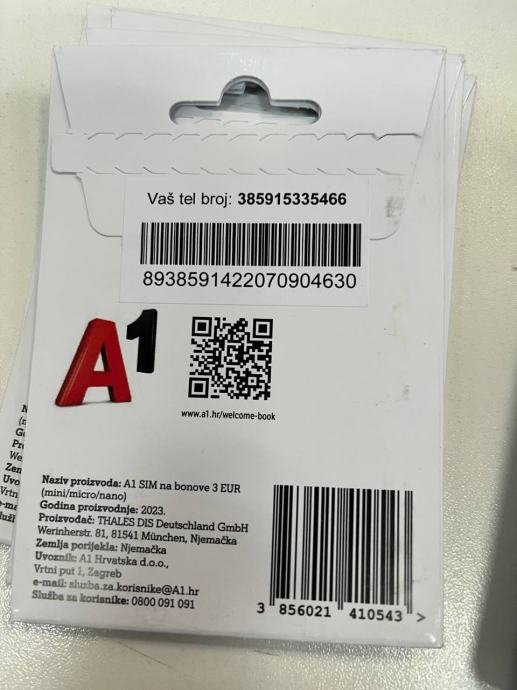 Vaš tel broj: 385915335466
8938591422070904630
A1
www.a1.hr/welcome-book
Naziv proizvoda: A1 SIM na bonove 3 EUR
(mini/micro/nano)
Godina proizvodnje: 2023.
Proizvođač: THALES DIS Deutschland GmbH
Werinherstr. 81, 81541 München, Njemačka
Zemlja porijekla: Njemačka
Uvoznik: A1 Hrvatska d.o.o.,
Vrtni put 1, Zagreb
e-mail: sluzba.za.korisnike@A1.hr
Služba za korisnike: 0800 091 091
3 856021 410543 >